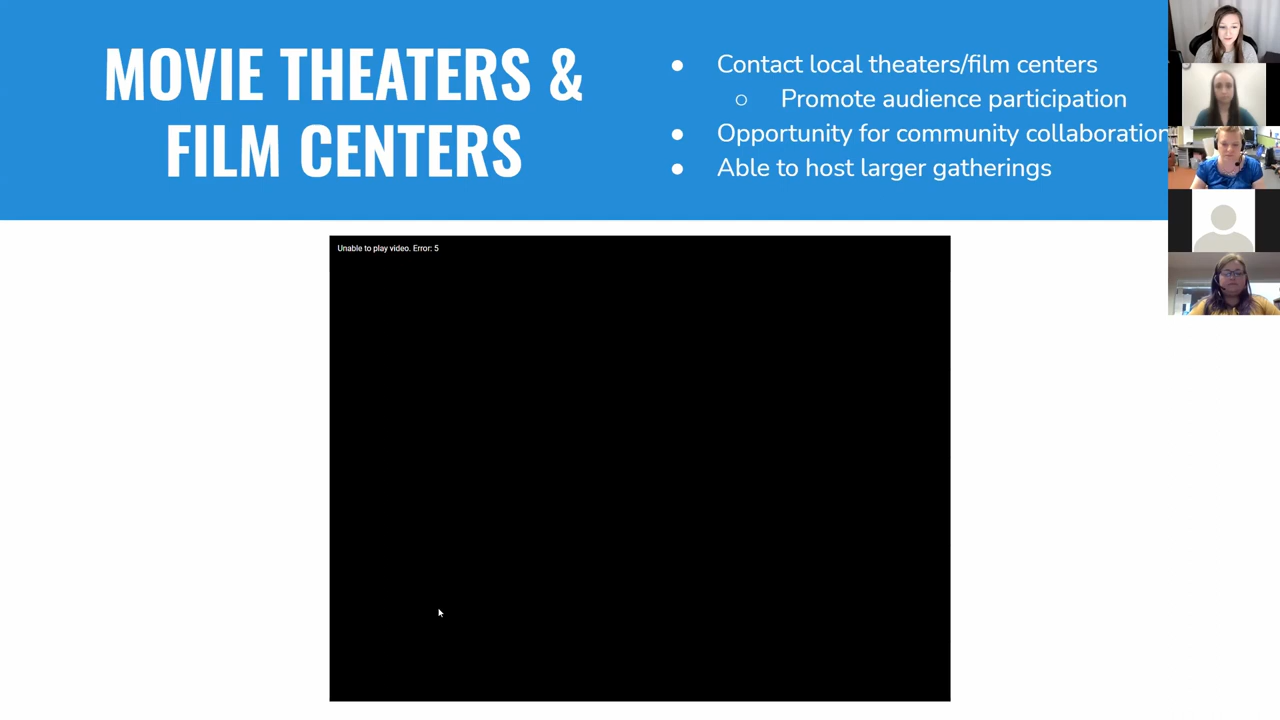 MOVIE THEATERS &
FILM CENTERS
● Contact local theaters/film centers
○ Promote audience participation
● Opportunity for community collaboration
● Able to host larger gatherings
Unable to play video. Error: 5